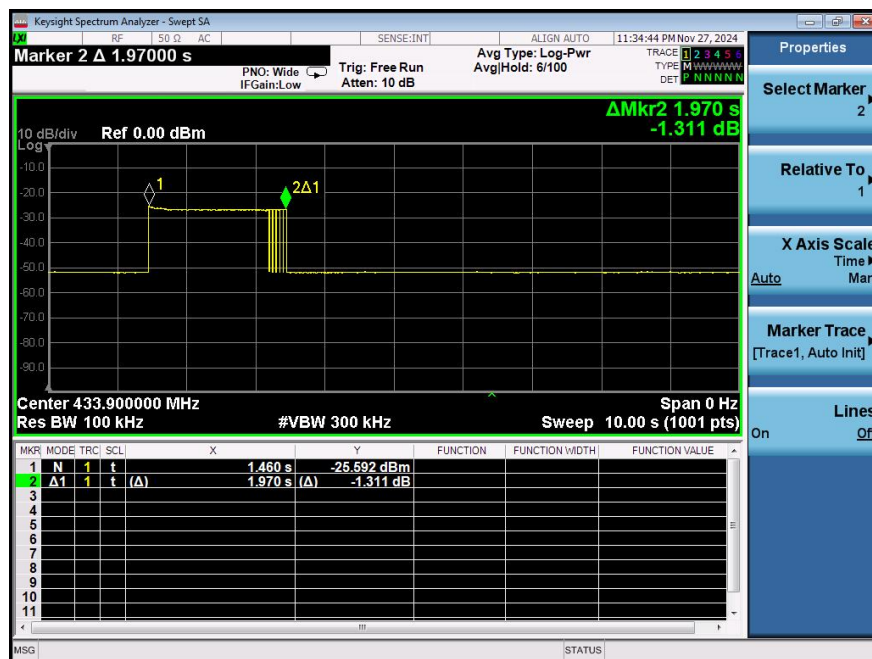 Keysight Spectrum Analyzer - Swept SA
LXI RF 50 Ω AC SENSE:INT ALIGN AUTO 11:34:44 PM Nov 27, 2024
Marker 2 Δ 1.97000 s
PNO: Wide
IFGain:Low
Trig: Free Run
Atten: 10 dB
Avg Type: Log-Pwr
Avg|Hold: 6/100
TRACE 1 2 3 4 5 6
TYPE M WWWWW
DET P N N N N N
ΔMkr2 1.970 s
-1.311 dB
10 dB/div Ref 0.00 dBm
Log
1
2Δ1
-10.0
-20.0
-30.0
-40.0
-50.0
-60.0
-70.0
-80.0
-90.0
Center 433.900000 MHz Span 0 Hz
Res BW 100 kHz #VBW 300 kHz Sweep 10.00 s (1001 pts)
MKR MODE TRC SCL X Y FUNCTION FUNCTION WIDTH FUNCTION VALUE
1 N 1 t 1.460 s -25.592 dBm
2 Δ1 1 t (Δ) 1.970 s (Δ) -1.311 dB
3
4
5
6
7
8
9
10
11
MSG STATUS
Properties
Select Marker
2
Relative To
1
X Axis Scale
Time
Auto Man
Marker Trace
[Trace1, Auto Init]
Lines
On Off